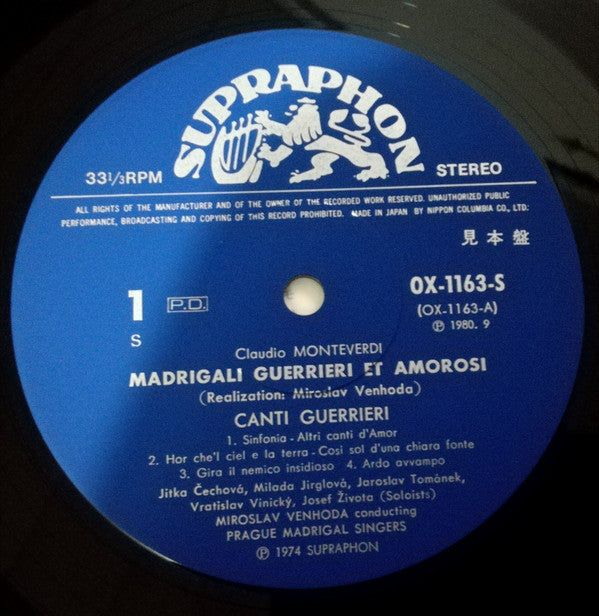 SUPRAPHON
33 1/3 RPM
STEREO
ALL RIGHTS OF THE MANUFACTURER AND OF THE OWNER OF THE RECORDED WORK RESERVED. UNAUTHORIZED PUBLIC
PERFORMANCE, BROADCASTING AND COPYING OF THIS RECORD PROHIBITED. MADE IN JAPAN BY NIPPON COLUMBIA CO., LTD.
見本盤
1 P.D. OX-1163-S
S (OX-1163-A)
Ⓟ 1980. 9
Claudio MONTEVERDI
MADRIGALI GUERRIERI ET AMOROSI
(Realization: Miroslav Venhoda)
CANTI GUERRIERI
1. Sinfonia - Altri canti d'Amor
2. Hor che'l ciel e la terra - Cosi sol d'una chiara fonte
3. Gira il nemico insidioso 4. Ardo avvampo
Jitka Čechová, Milada Jirglová, Jaroslav Tománek,
Vratislav Vinický, Josef Života (Soloists)
MIROSLAV VENHODA conducting
PRAGUE MADRIGAL SINGERS
Ⓟ 1974 SUPRAPHON